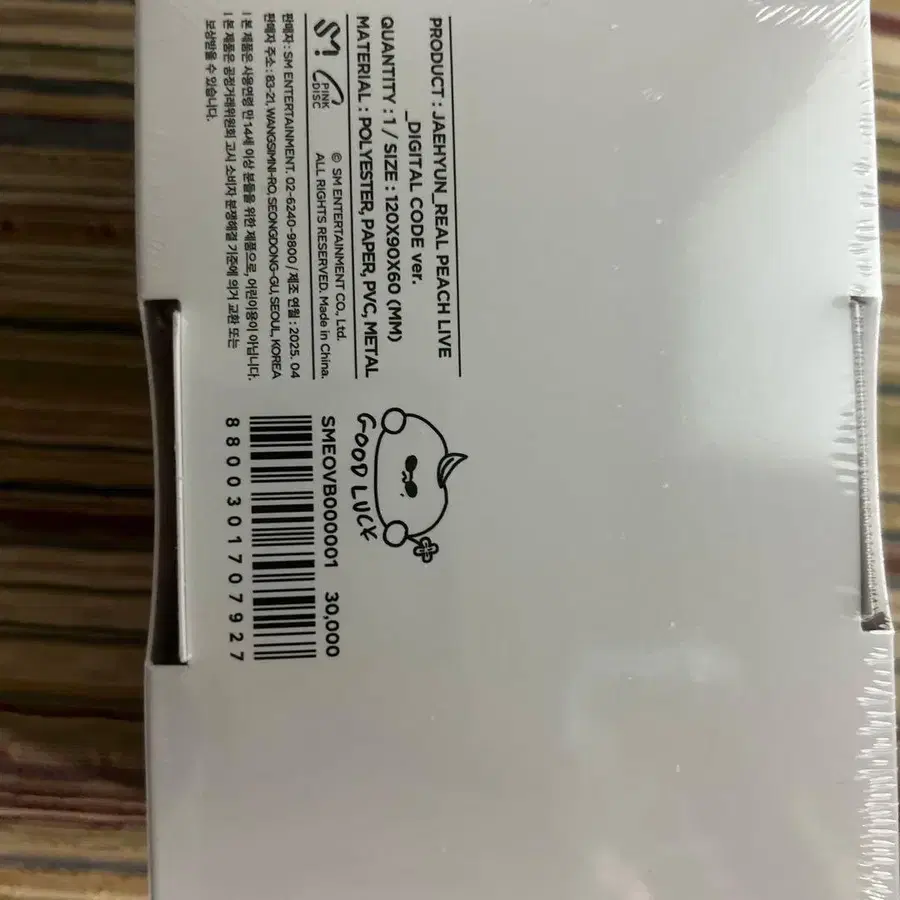 PRODUCT : JAEHYUN_REAL PEACH LIVE
_DIGITAL CODE ver.
QUANTITY : 1 / SIZE : 120X90X60 (MM)
MATERIAL : POLYESTER, PAPER, PVC, METAL
SM!
PINK
DISC
© SM ENTERTAINMENT CO., Ltd.
ALL RIGHTS RESERVED. Made in China.
판매자 : SM ENTERTAINMENT. 02-6240-9800 / 제조 연월 : 2025. 04
판매자 주소 : 83-21, WANGSIMNI-RO, SEONGDONG-GU, SEOUL, KOREA
ㅣ본 제품은 사용연령 만 14세 이상 분들을 위한 제품으로, 어린이용이 아닙니다.
ㅣ본 제품은 공정거래위원회 고시 소비자 분쟁해결 기준에 의거 교환 또는
보상받을 수 있습니다.
GOOD LUCK
SMEOVB000001 30,000
8800301707927